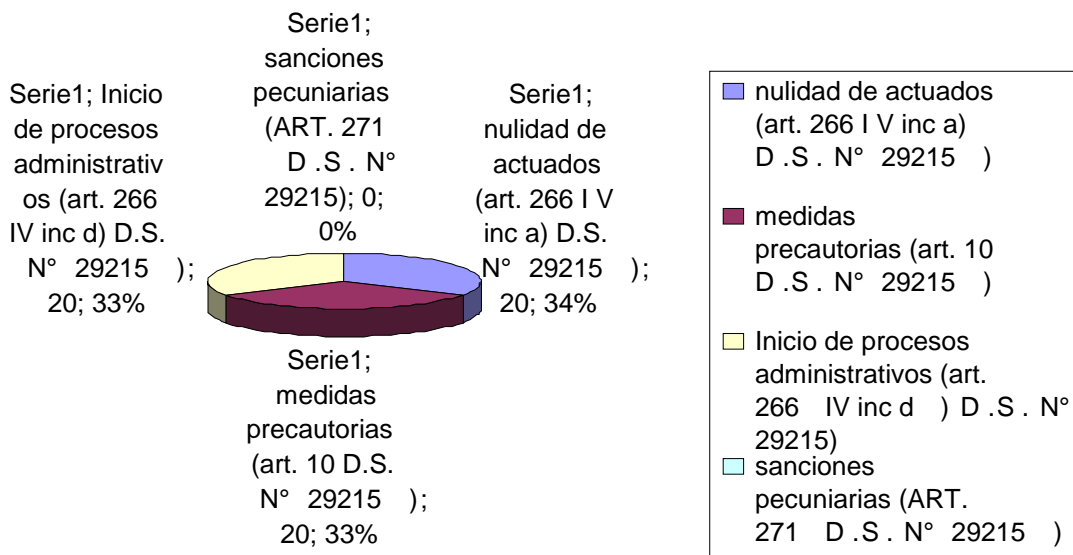 Serie1;
sanciones
pecuniarias
(ART. 271
D .S . N°
29215); 0;
0%
Serie1; Inicio
de procesos
administrativ
os (art. 266
IV inc d) D.S.
N° 29215 );
20; 33%
Serie1;
nulidad de
actuados
(art. 266 I V
inc a) D.S.
N° 29215 );
20; 34%
Serie1;
medidas
precautorias
(art. 10 D.S.
N° 29215 );
20; 33%
nulidad de actuados
(art. 266 I V inc a)
D .S . N° 29215 )
medidas
precautorias (art. 10
D .S . N° 29215 )
Inicio de procesos
administrativos (art.
266 IV inc d ) D .S . N°
29215)
sanciones
pecuniarias (ART.
271 D .S . N° 29215 )